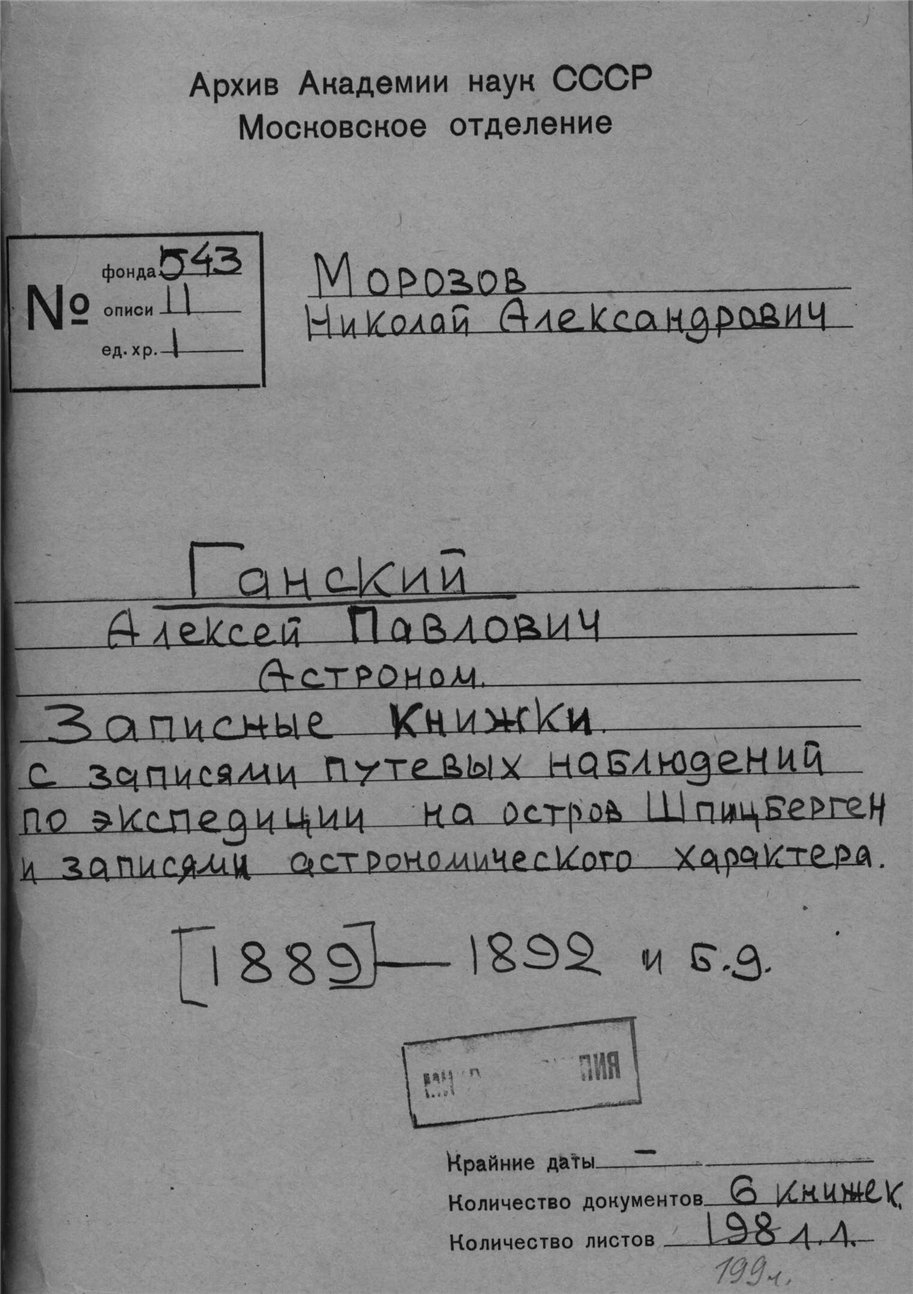 Архив Академии наук СССР
Московское отделение
№
фонда 543
описи 11
ед. хр. 1
Морозов
Николай Александрович
Ганский
Алексей Павлович
Астроном.
Записные книжки
с записями путевых наблюдений
по экспедиции на остров Шпицберген
и записями астрономического характера.
[1889] — 1892 и б.д.
Крайние даты —
Количество документов 6 книжек
Количество листов 198 л.л.
199 л.